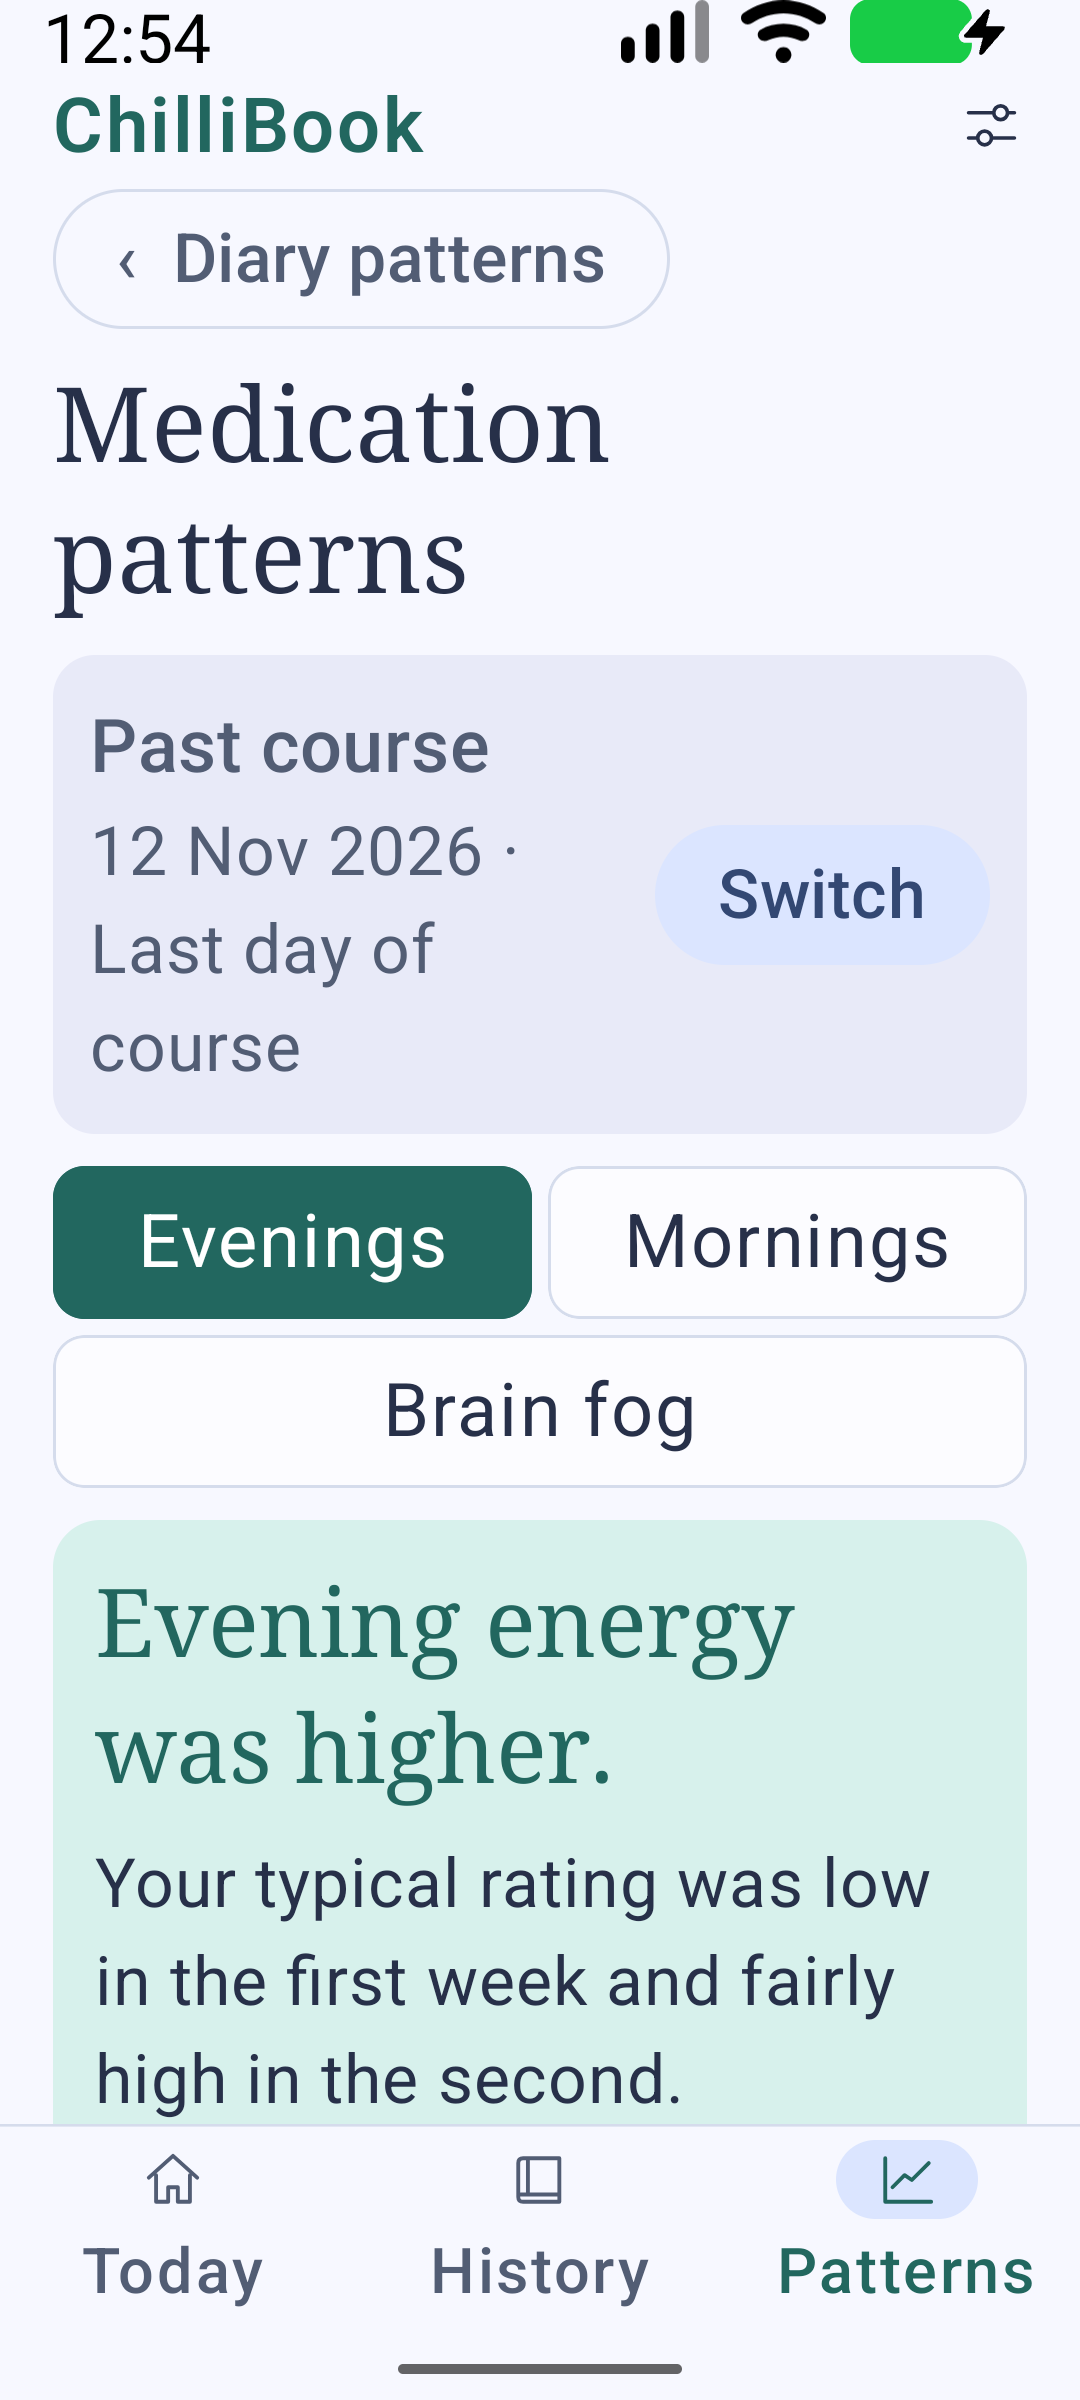 12:54
ChilliBook
‹ Diary patterns
Medication
patterns
Past course
12 Nov 2026 ·
Last day of
course
Switch
Evenings
Mornings
Brain fog
Evening energy
was higher.
Your typical rating was low
in the first week and fairly
high in the second.
Today
History
Patterns